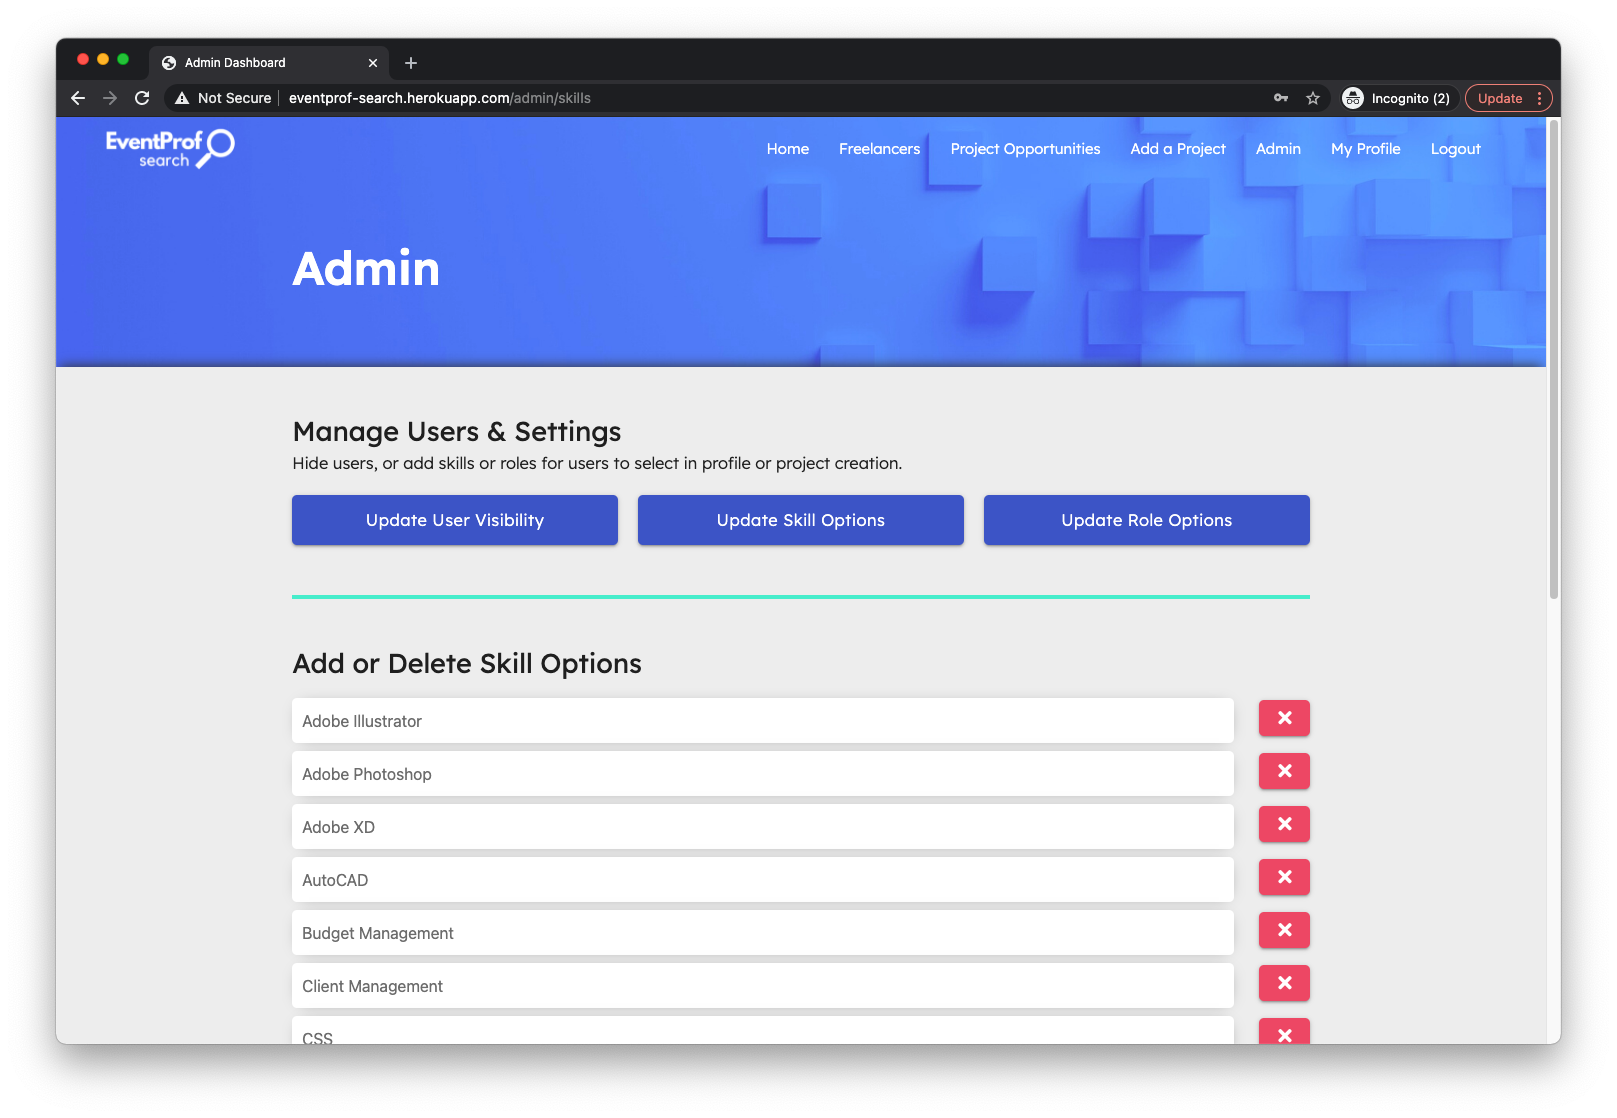 Admin Dashboard
Not Secure eventprof-search.herokuapp.com/admin/skills Incognito (2) Update
EventProf
search
Home Freelancers Project Opportunities Add a Project Admin My Profile Logout
Admin
Manage Users & Settings
Hide users, or add skills or roles for users to select in profile or project creation.
Update User Visibility Update Skill Options Update Role Options
Add or Delete Skill Options
Adobe Illustrator
Adobe Photoshop
Adobe XD
AutoCAD
Budget Management
Client Management
CSS